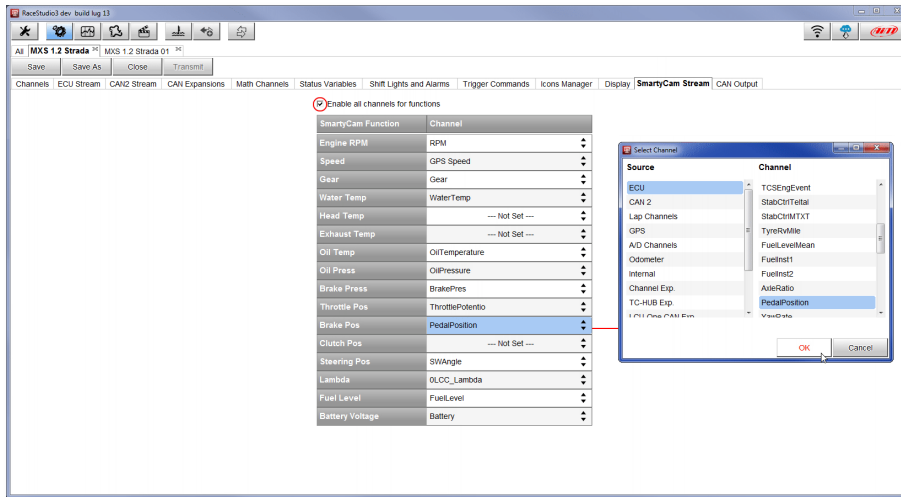 RaceStudio3 dev build lug 13
AiM
All MXS 1.2 Strada MXS 1.2 Strada 01
Save Save As Close Transmit
Channels ECU Stream CAN2 Stream CAN Expansions Math Channels Status Variables Shift Lights and Alarms Trigger Commands Icons Manager Display SmartyCam Stream CAN Output
Enable all channels for functions
SmartyCam Function Channel
Engine RPM RPM
Speed GPS Speed
Gear Gear
Water Temp WaterTemp
Head Temp --- Not Set ---
Exhaust Temp --- Not Set ---
Oil Temp OilTemperature
Oil Press OilPressure
Brake Press BrakePres
Throttle Pos ThrottlePotentio
Brake Pos PedalPosition
Clutch Pos --- Not Set ---
Steering Pos SWAngle
Lambda 0LCC_Lambda
Fuel Level FuelLevel
Battery Voltage Battery
Select Channel
Source Channel
ECU TCSEngEvent
CAN 2 StabCtrlTeltal
Lap Channels StabCtrlMTXT
GPS TyreRvMile
A/D Channels FuelLevelMean
Odometer FuelInst1
Internal FuelInst2
Channel Exp. AxleRatio
TC-HUB Exp. PedalPosition
LCU One CAN Exp YawRate
OK Cancel